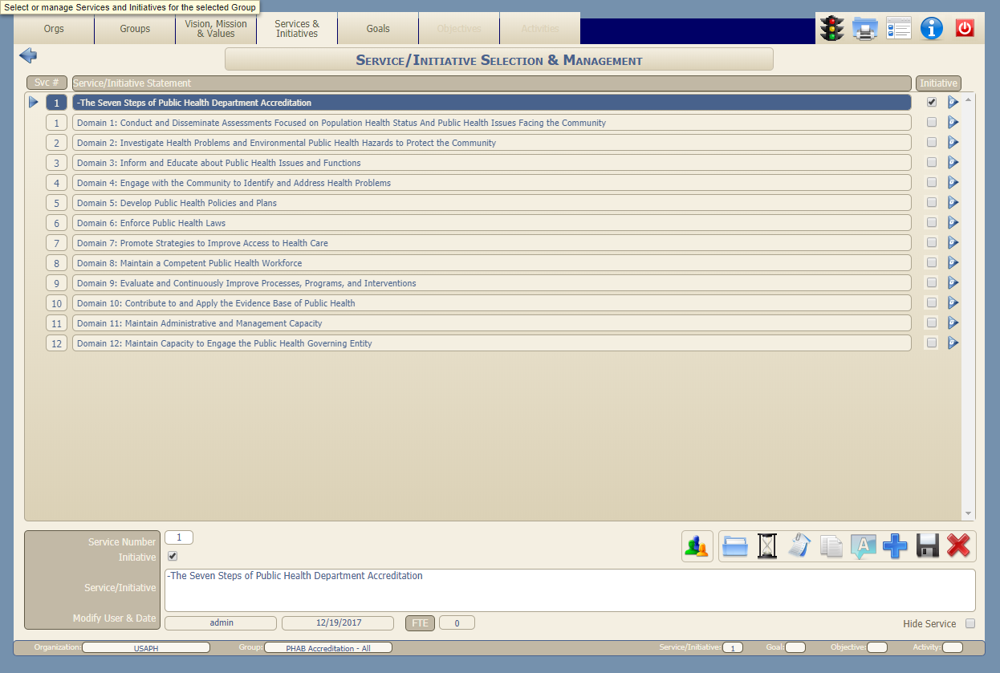 Select or manage Services and Initiatives for the selected Group
Orgs
Groups
Vision, Mission
& Values
Services &
Initiatives
Goals
Objectives
Activities
Service/Initiative Selection & Management
Svc #
Service/Initiative Statement
Initiative
1 -The Seven Steps of Public Health Department Accreditation
1 Domain 1: Conduct and Disseminate Assessments Focused on Population Health Status And Public Health Issues Facing the Community
2 Domain 2: Investigate Health Problems and Environmental Public Health Hazards to Protect the Community
3 Domain 3: Inform and Educate about Public Health Issues and Functions
4 Domain 4: Engage with the Community to Identify and Address Health Problems
5 Domain 5: Develop Public Health Policies and Plans
6 Domain 6: Enforce Public Health Laws
7 Domain 7: Promote Strategies to Improve Access to Health Care
8 Domain 8: Maintain a Competent Public Health Workforce
9 Domain 9: Evaluate and Continuously Improve Processes, Programs, and Interventions
10 Domain 10: Contribute to and Apply the Evidence Base of Public Health
11 Domain 11: Maintain Administrative and Management Capacity
12 Domain 12: Maintain Capacity to Engage the Public Health Governing Entity
Service Number 1
Initiative
A
Service/Initiative -The Seven Steps of Public Health Department Accreditation
Modify User & Date admin 12/19/2017 FTE 0
Hide Service
Organization: USAPH Group: PHAB Accreditation - All Service/Initiative: 1 Goal: Objective: Activity: